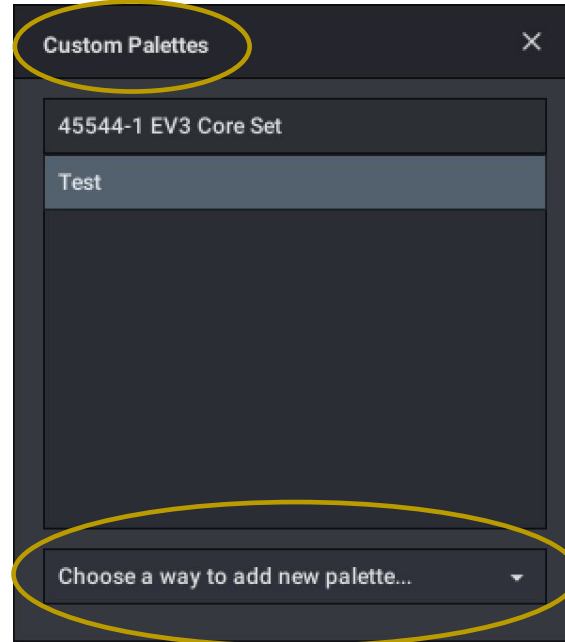 Custom Palettes
45544-1 EV3 Core Set
Test
Choose a way to add new palette...